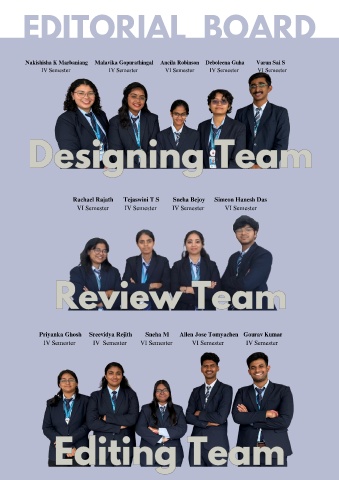 EDITORIAL BOARD
Nakishisha K Marbaniang Malavika Gopurathingal Ancila Robinson Deboleena Guha Varun Sai S
IV Semester IV Semester VI Semester IV Semester VI Semester
Designing Team
Rachael Rajath Tejaswini T S Sneha Bejoy Simeon Hanesh Das
VI Semester IV Semester IV Semester VI Semester
Review Team
Priyanka Ghosh Sreevidya Rejith Sneha M Allen Jose Tomyachen Gourav Kumar
IV Semester IV Semester VI Semester VI Semester IV Semester
Editing Team